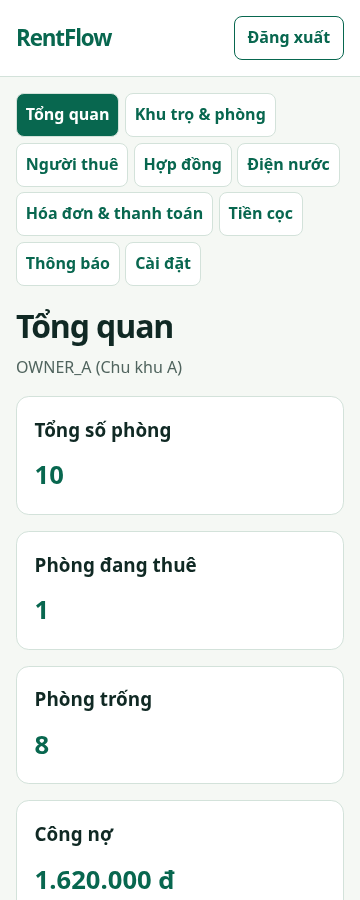 RentFlow
Đăng xuất
Tổng quan
Khu trọ & phòng
Người thuê
Hợp đồng
Điện nước
Hóa đơn & thanh toán
Tiền cọc
Thông báo
Cài đặt
Tổng quan
OWNER_A (Chu khu A)
Tổng số phòng
10
Phòng đang thuê
1
Phòng trống
8
Công nợ
1.620.000 đ